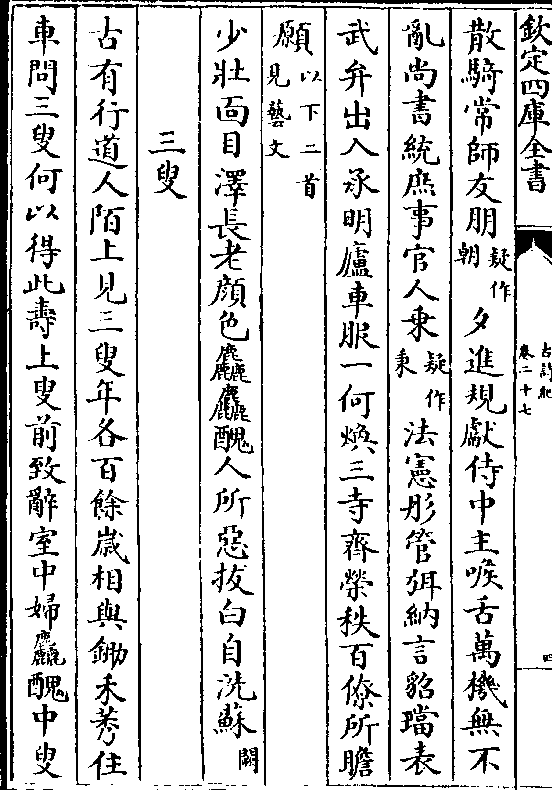 欽定四庫全書
古詩紀
卷二十七
四
散騎常師友朋疑作朝夕進規獻侍中主喉舌萬機無不
亂尚書統庶事官人乗疑作秉法憲彤管弭納言貂璫表
武弁出入承明廬車服一何煥三寺齊榮秩百僚所瞻
願以下二首見藝文
少壯面目澤長老顔色麤麤醜人所惡拔白自洗蘇闕
三叟
古有行道人陌上見三叟年各百餘嵗相與鋤禾莠住
車問三叟何以得此壽上叟前致辭室中婦麤醜中叟